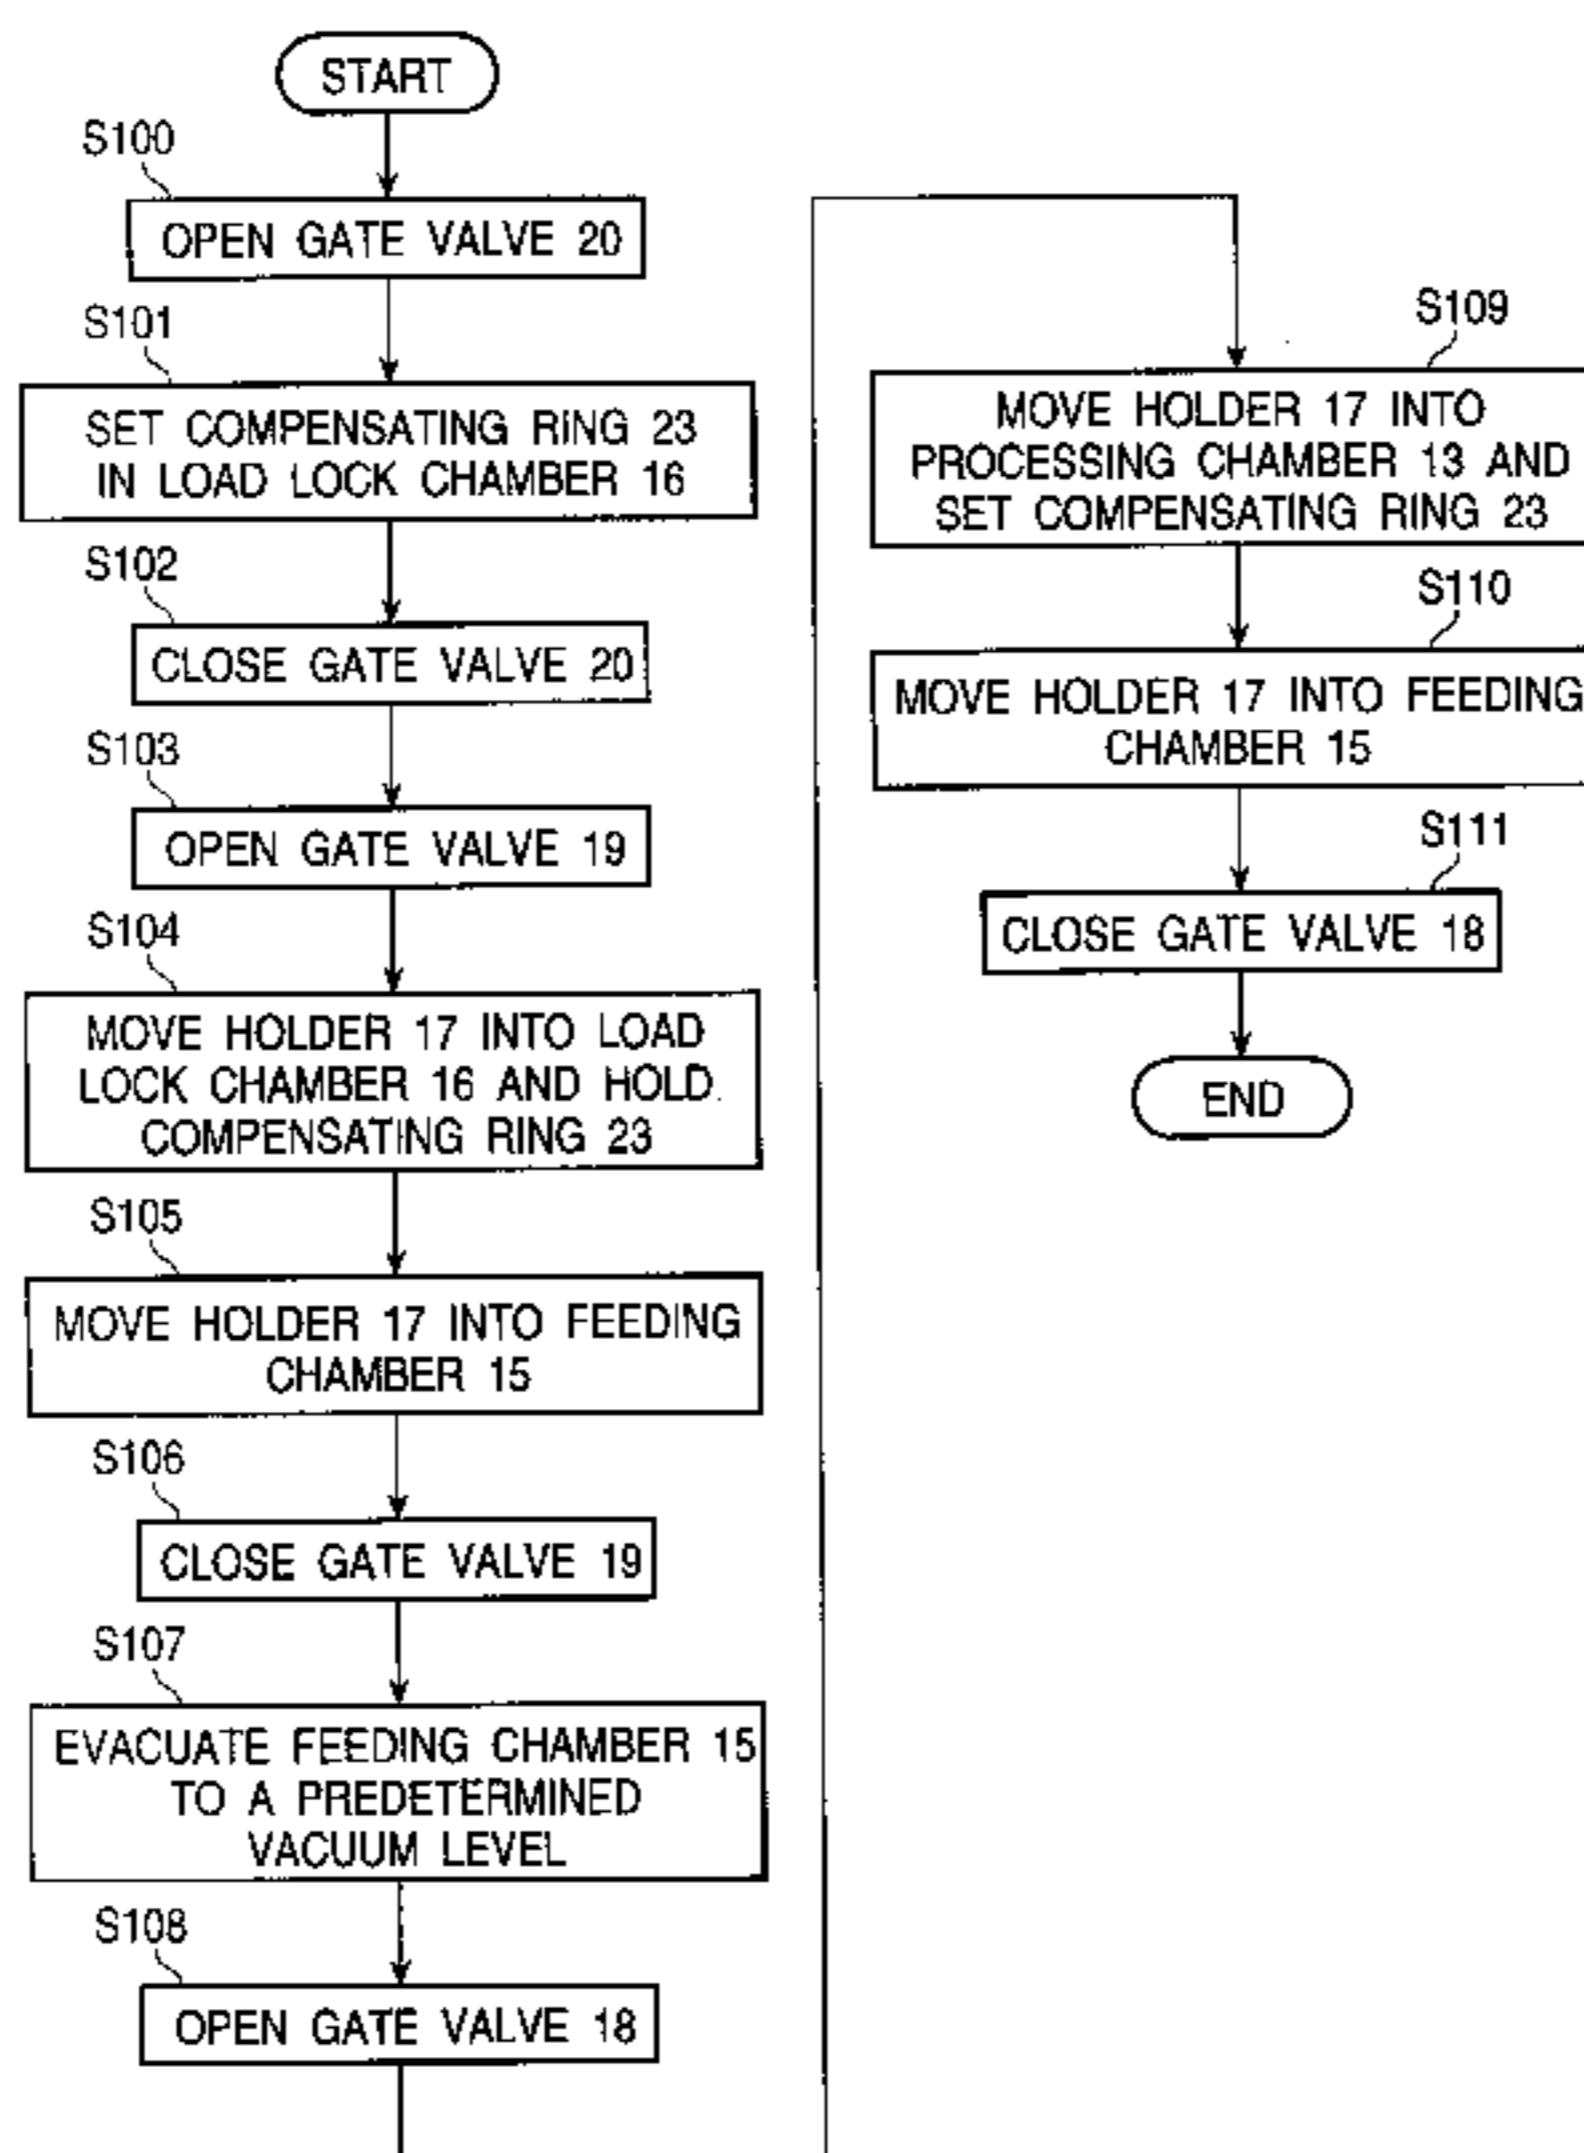 START
S100
OPEN GATE VALVE 20
S101
SET COMPENSATING RING 23
IN LOAD LOCK CHAMBER 16
S102
CLOSE GATE VALVE 20
S103
OPEN GATE VALVE 19
S104
MOVE HOLDER 17 INTO LOAD
LOCK CHAMBER 16 AND HOLD
COMPENSATING RING 23
S105
MOVE HOLDER 17 INTO FEEDING
CHAMBER 15
S106
CLOSE GATE VALVE 19
S107
EVACUATE FEEDING CHAMBER 15
TO A PREDETERMINED
VACUUM LEVEL
S108
OPEN GATE VALVE 18
S109
MOVE HOLDER 17 INTO
PROCESSING CHAMBER 13 AND
SET COMPENSATING RING 23
S110
MOVE HOLDER 17 INTO FEEDING
CHAMBER 15
S111
CLOSE GATE VALVE 18
END